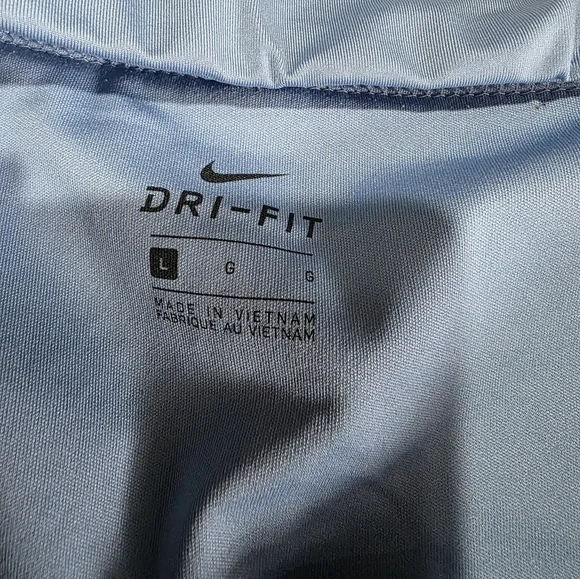 DRI-FIT
L G G
MADE IN VIETNAM
FABRIQUE AU VIETNAM